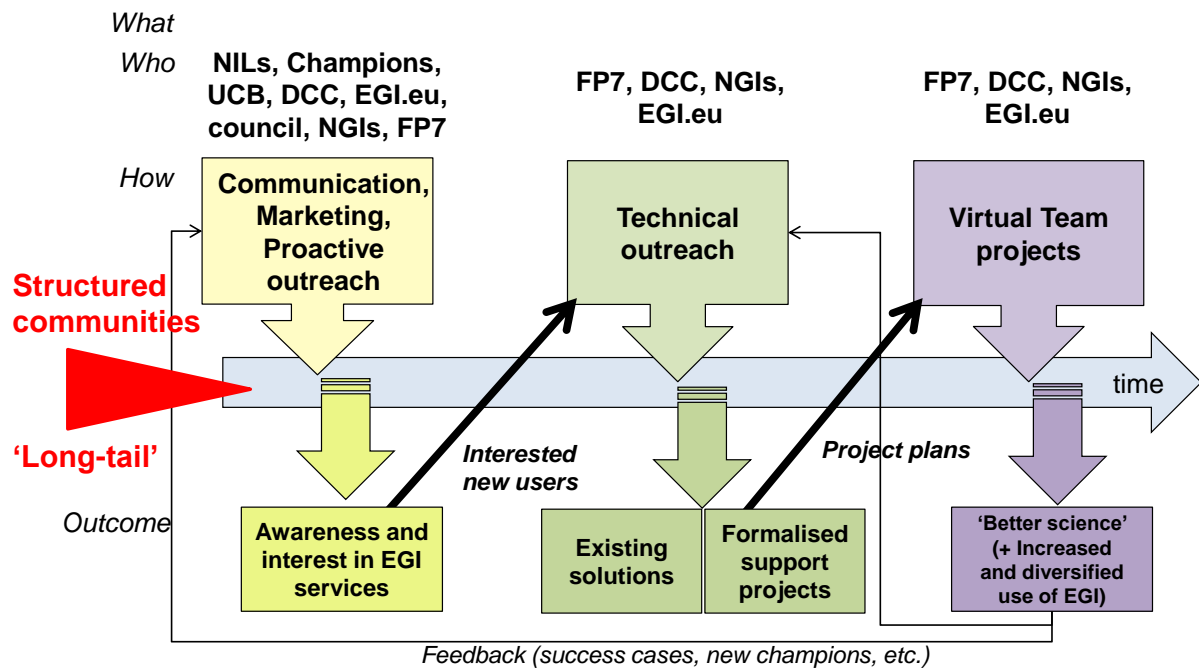 What
Who
NILs, Champions,
UCB, DCC, EGI.eu,
council, NGIs, FP7
FP7, DCC, NGIs,
EGI.eu
FP7, DCC, NGIs,
EGI.eu
How
Communication,
Marketing,
Proactive
outreach
Technical
outreach
Virtual Team
projects
Structured
communities
time
‘Long-tail’
Interested
new users
Project plans
Outcome
Awareness and
interest in EGI
services
Existing
solutions
Formalised
support
projects
‘Better science’
(+ Increased
and diversified
use of EGI)
Feedback (success cases, new champions, etc.)